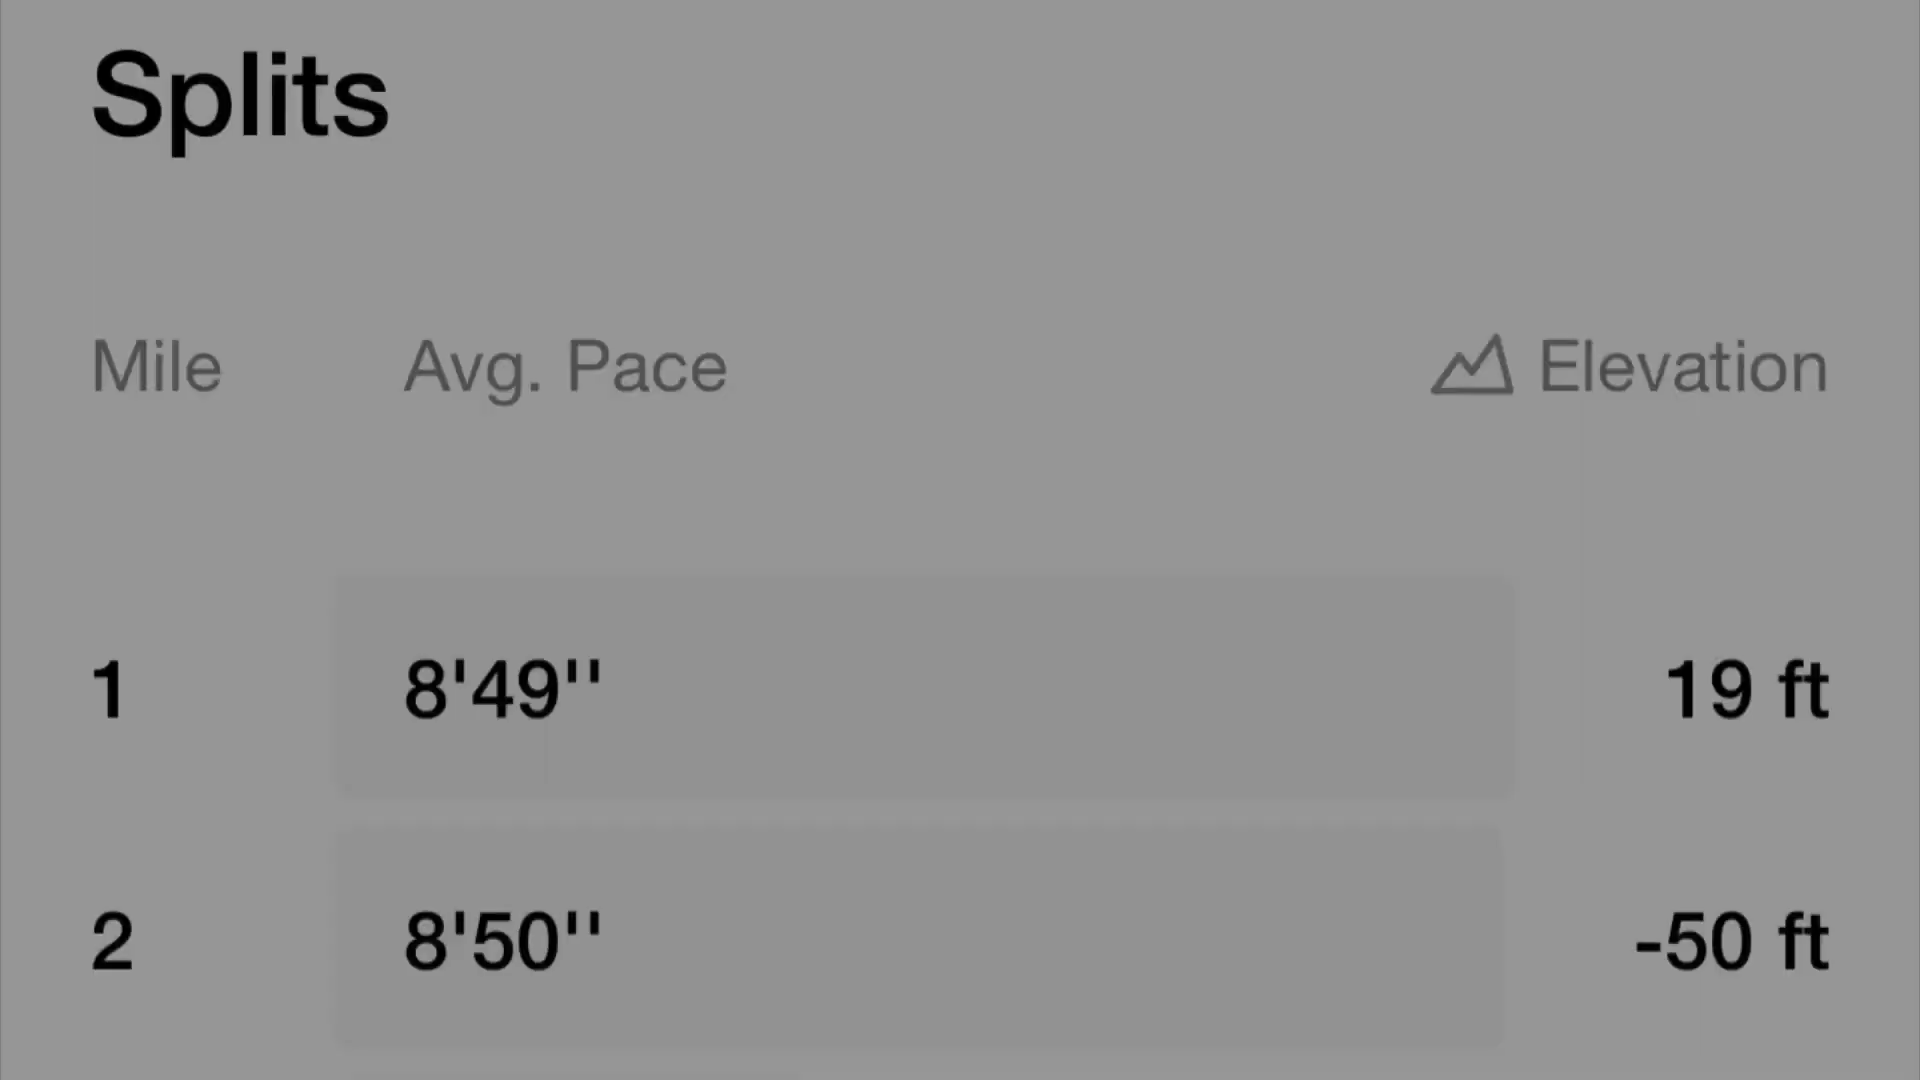 Splits
Mile Avg. Pace Elevation
1 8'49'' 19 ft
2 8'50'' -50 ft